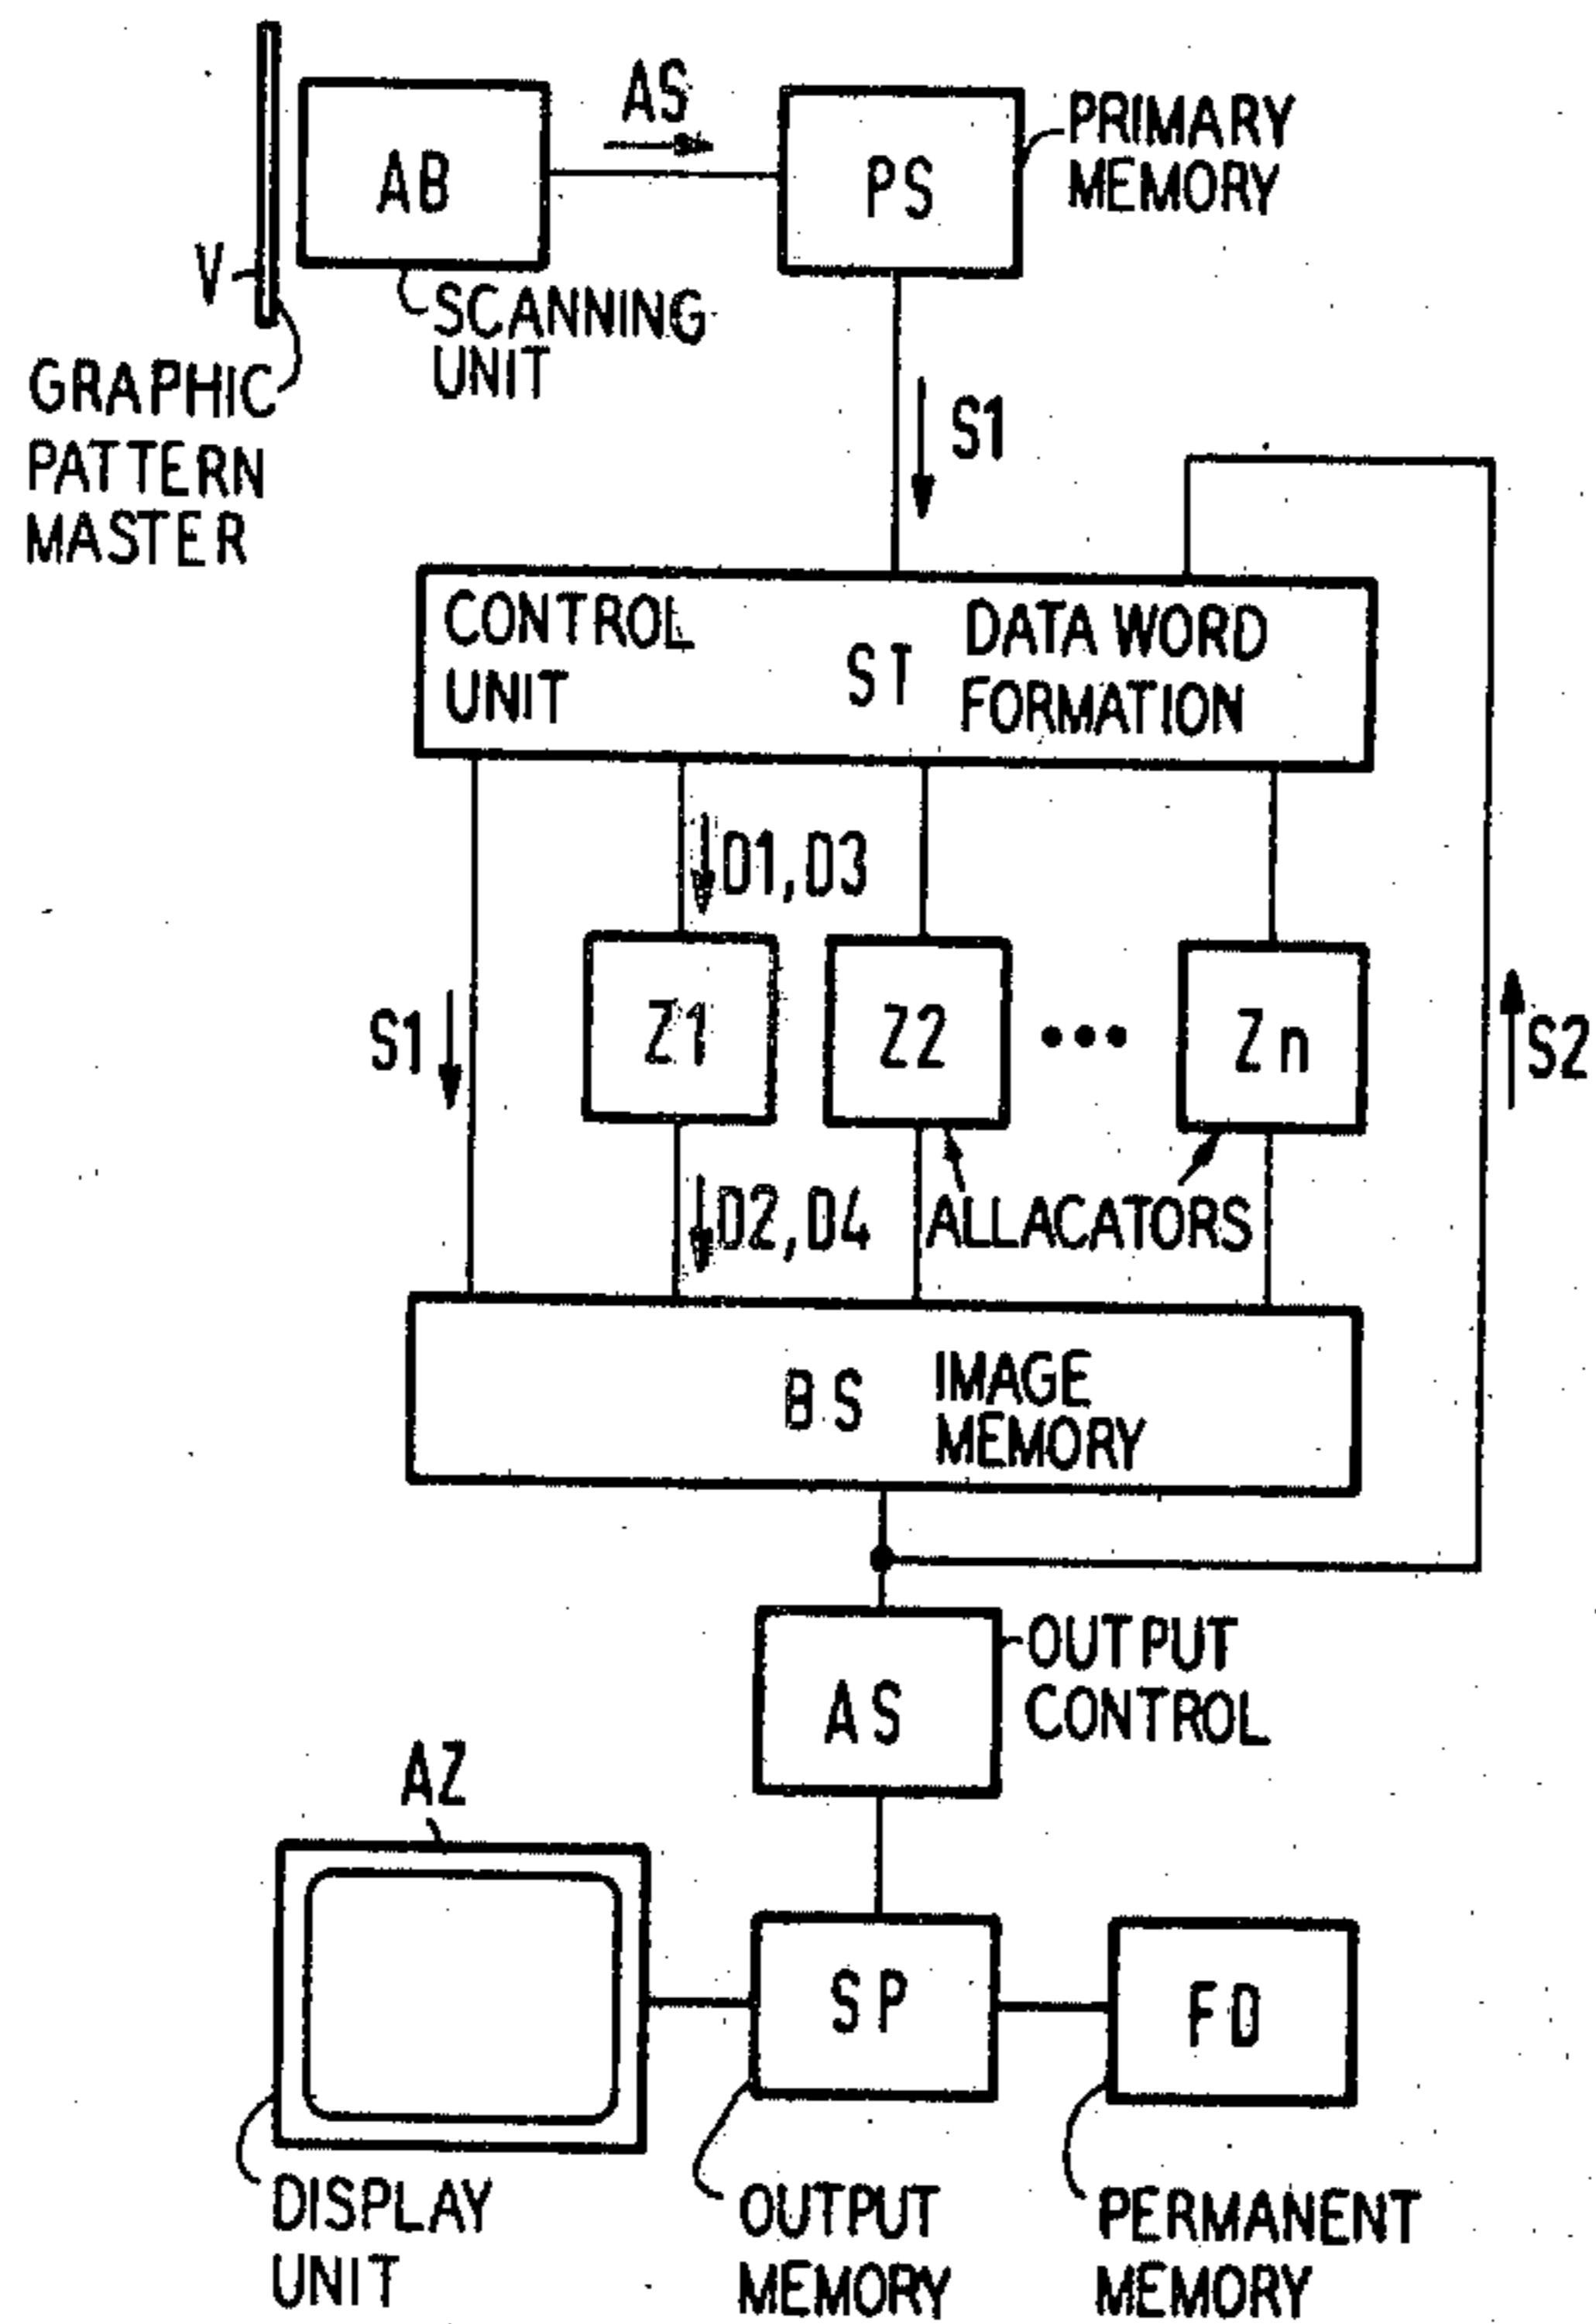 AS
AB
PS
PRIMARY
MEMORY
V
SCANNING
UNIT
GRAPHIC
PATTERN
MASTER
S1
CONTROL
UNIT
ST
DATA WORD
FORMATION
D1,D3
S1
Z1
Z2
•••
Zn
S2
D2,D4
ALLACATORS
BS
IMAGE
MEMORY
AS
OUTPUT
CONTROL
AZ
SP
FD
DISPLAY
UNIT
OUTPUT
MEMORY
PERMANENT
MEMORY